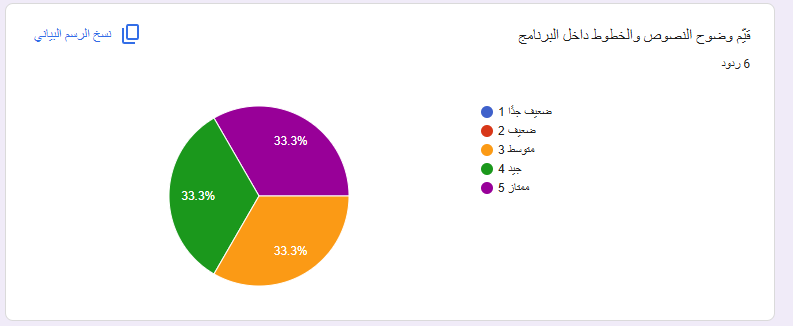 قيِّم وضوح النصوص والخطوط داخل البرنامج
نسخ الرسم البياني
6 ردود
1 ضعيف جدًا
2 ضعيف
3 متوسط
4 جيد
5 ممتاز
33.3%
33.3%
33.3%